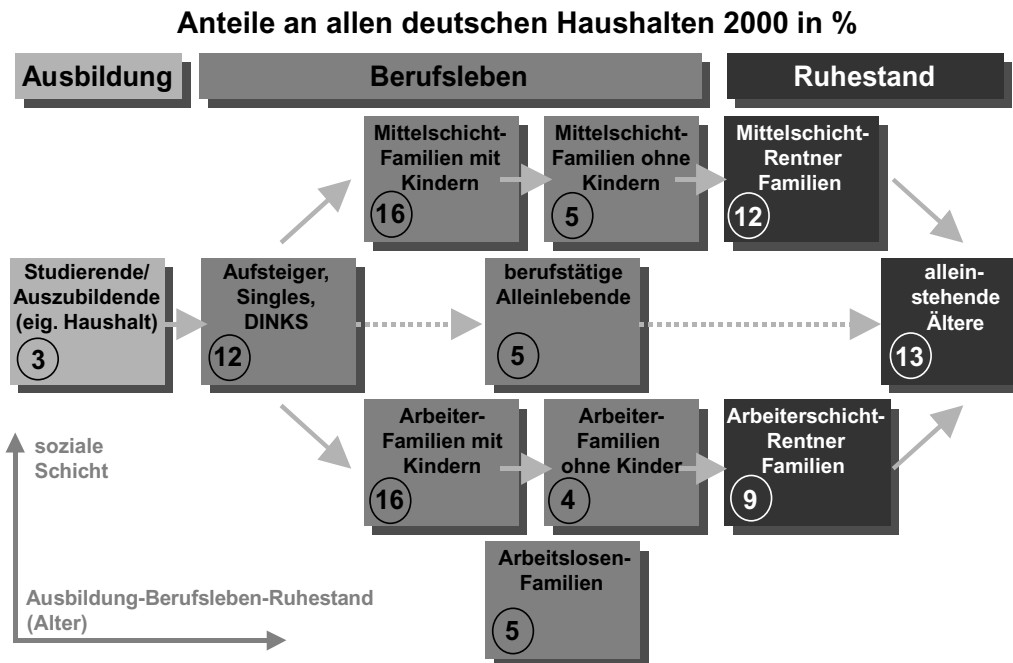 Anteile an allen deutschen Haushalten 2000 in %
Ausbildung
Berufsleben
Ruhestand
Mittelschicht-
Familien mit
Kindern
16
Mittelschicht-
Familien ohne
Kindern
5
Mittelschicht-
Rentner
Familien
12
Studierende/
Auszubildende
(eig. Haushalt)
3
Aufsteiger,
Singles,
DINKS
12
berufstätige
Alleinlebende
5
allein-
stehende
Ältere
13
Arbeiter-
Familien mit
Kindern
16
Arbeiter-
Familien
ohne Kinder
4
Arbeiterschicht-
Rentner
Familien
9
Arbeitslosen-
Familien
5
soziale
Schicht
Ausbildung-Berufsleben-Ruhestand
(Alter)